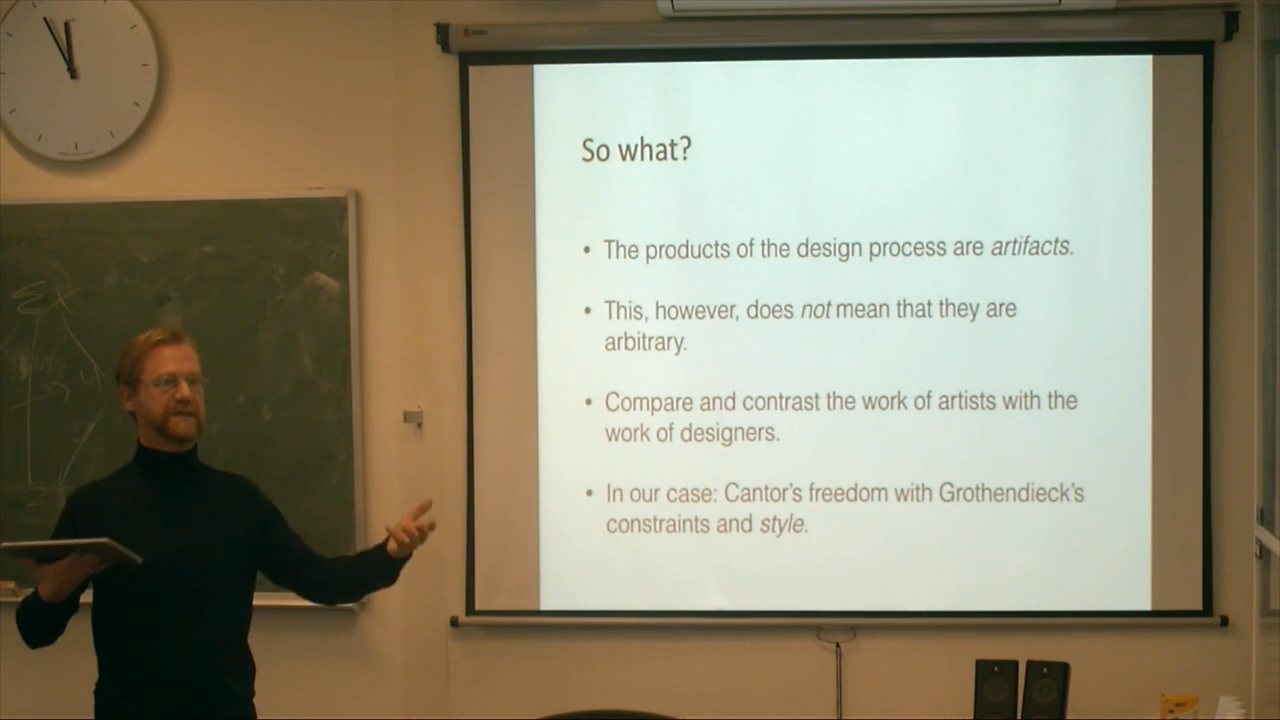 So what?
• The products of the design process are artifacts.
• This, however, does not mean that they are
arbitrary.
• Compare and contrast the work of artists with the
work of designers.
• In our case: Cantor's freedom with Grothendieck's
constraints and style.